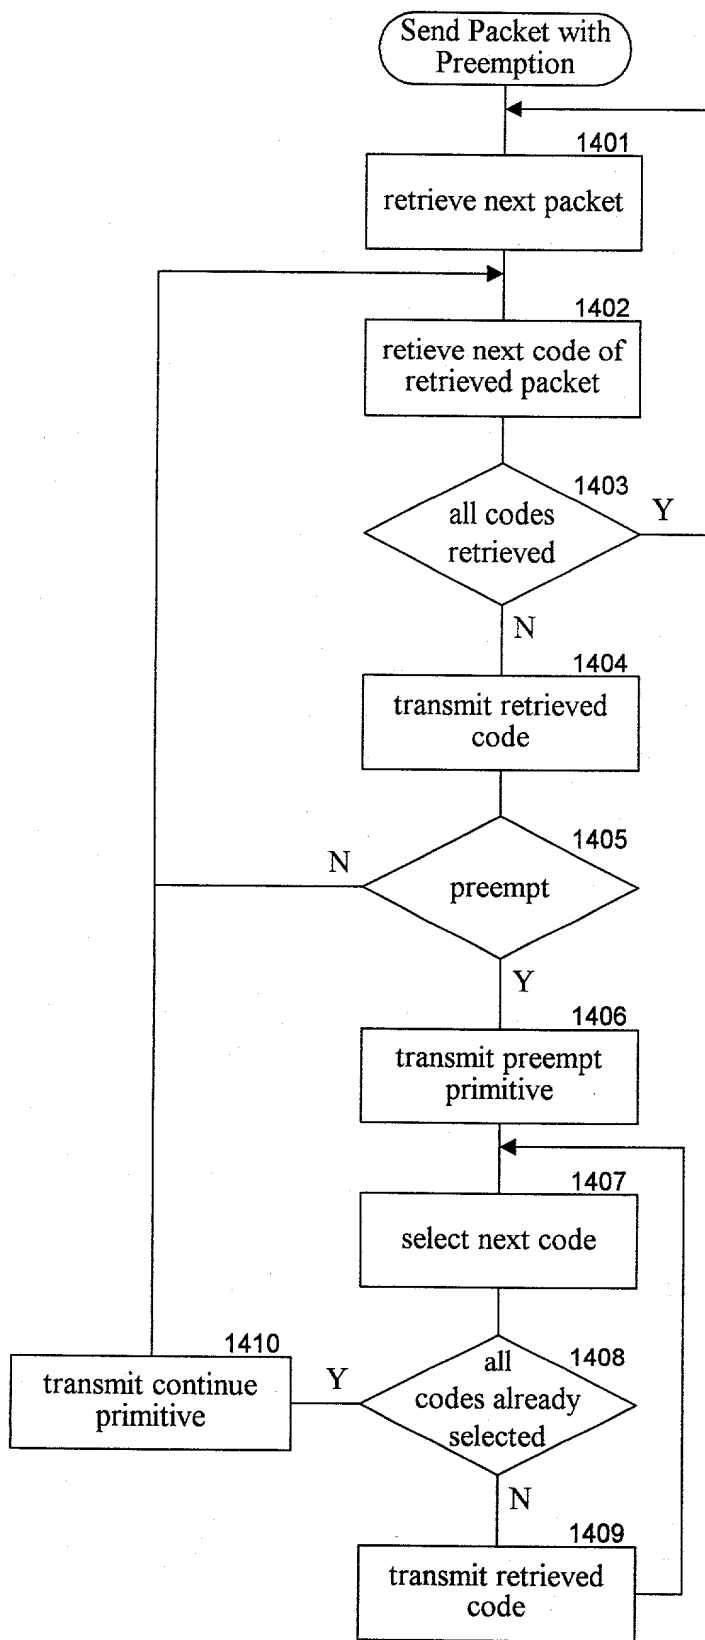 Send Packet with
Preemption
1401
retrieve next packet
1402
retieve next code of
retrieved packet
1403
all codes
retrieved
Y
N
1404
transmit retrieved
code
1405
preempt
N
Y
1406
transmit preempt
primitive
1407
select next code
1408
all
codes already
selected
Y
1410
transmit continue
primitive
N
1409
transmit retrieved
code